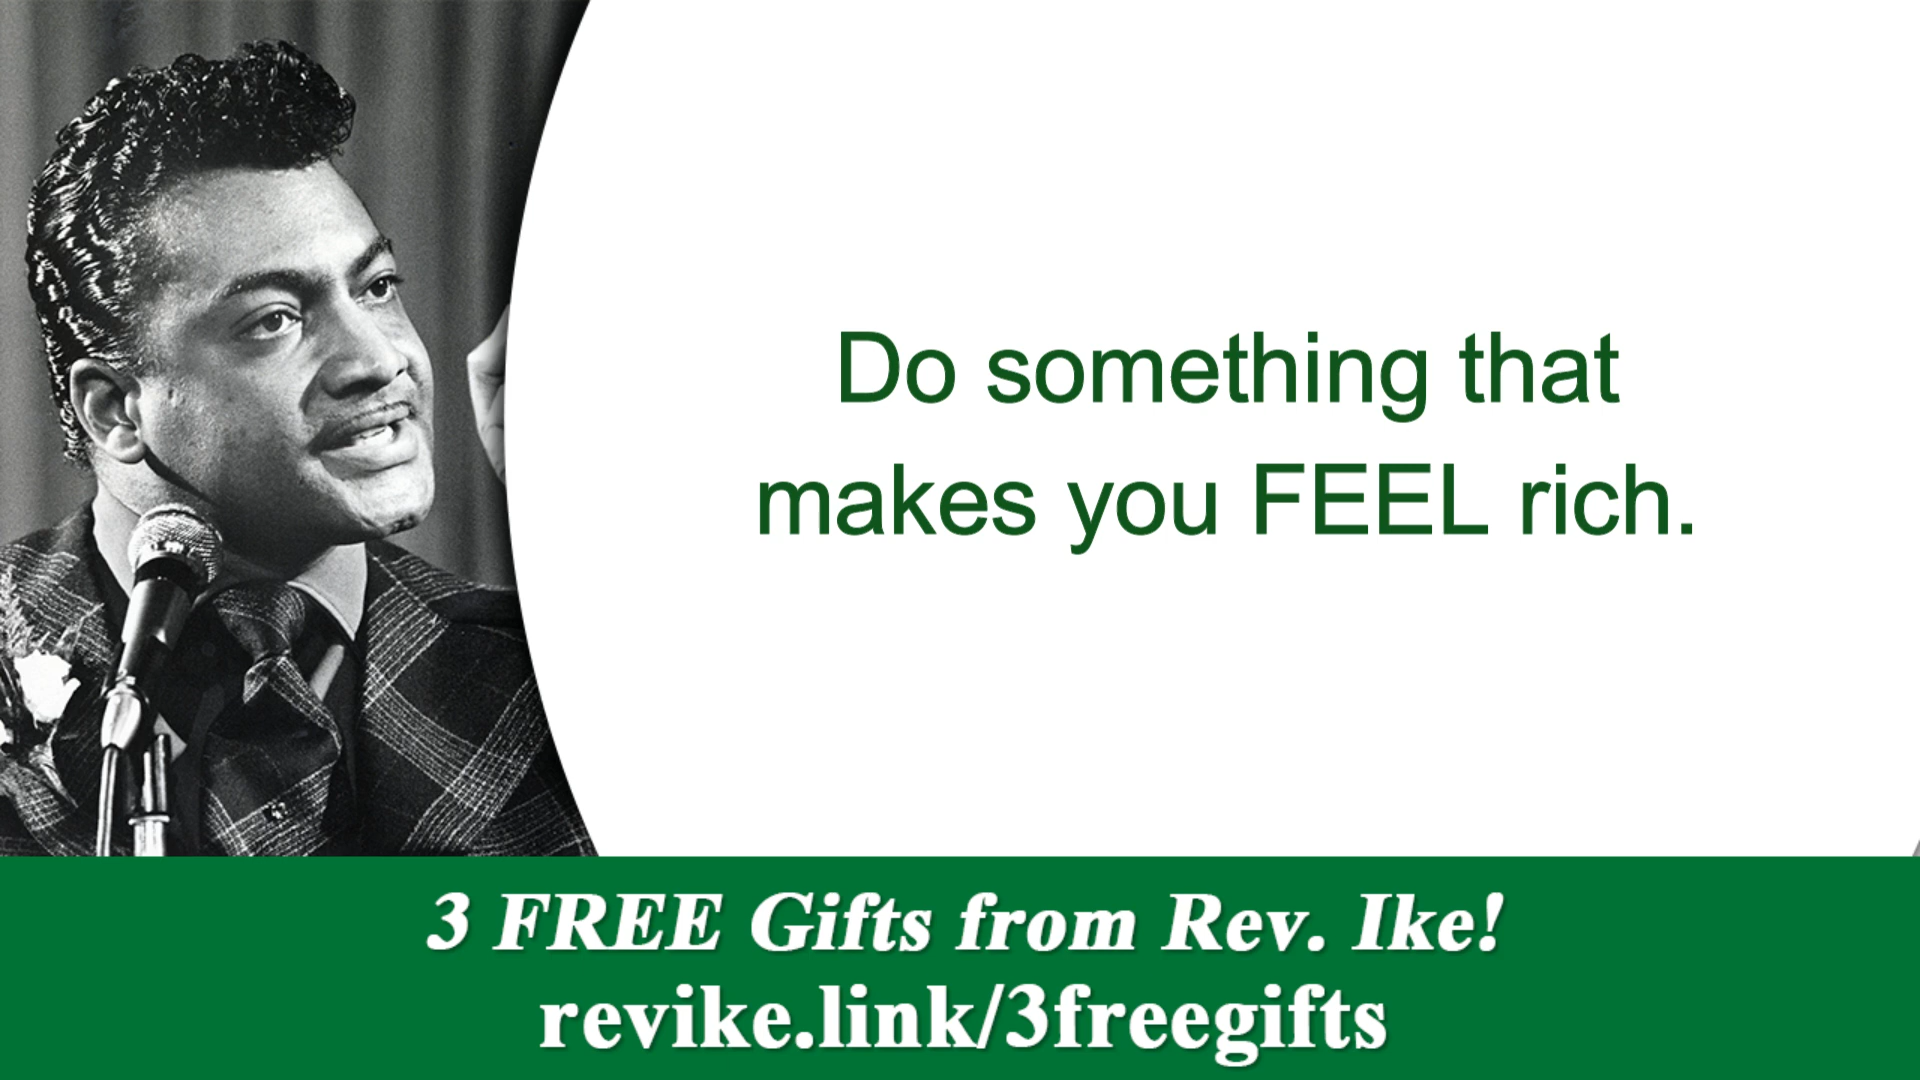 Do something that
makes you FEEL rich.
3 FREE Gifts from Rev. Ike!
revike.link/3freegifts